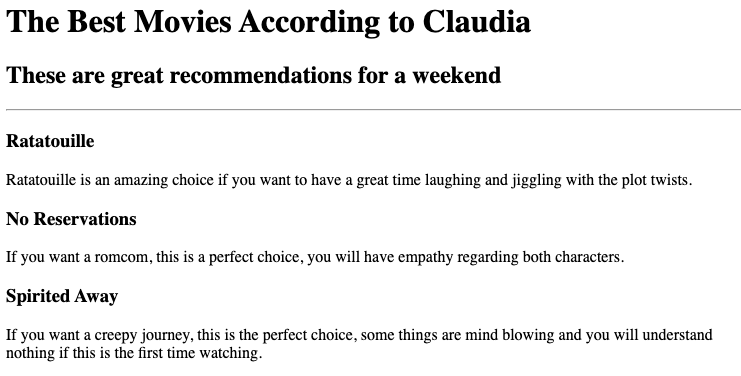 The Best Movies According to Claudia
These are great recommendations for a weekend
Ratatouille
Ratatouille is an amazing choice if you want to have a great time laughing and jiggling with the plot twists.
No Reservations
If you want a romcom, this is a perfect choice, you will have empathy regarding both characters.
Spirited Away
If you want a creepy journey, this is the perfect choice, some things are mind blowing and you will understand
nothing if this is the first time watching.